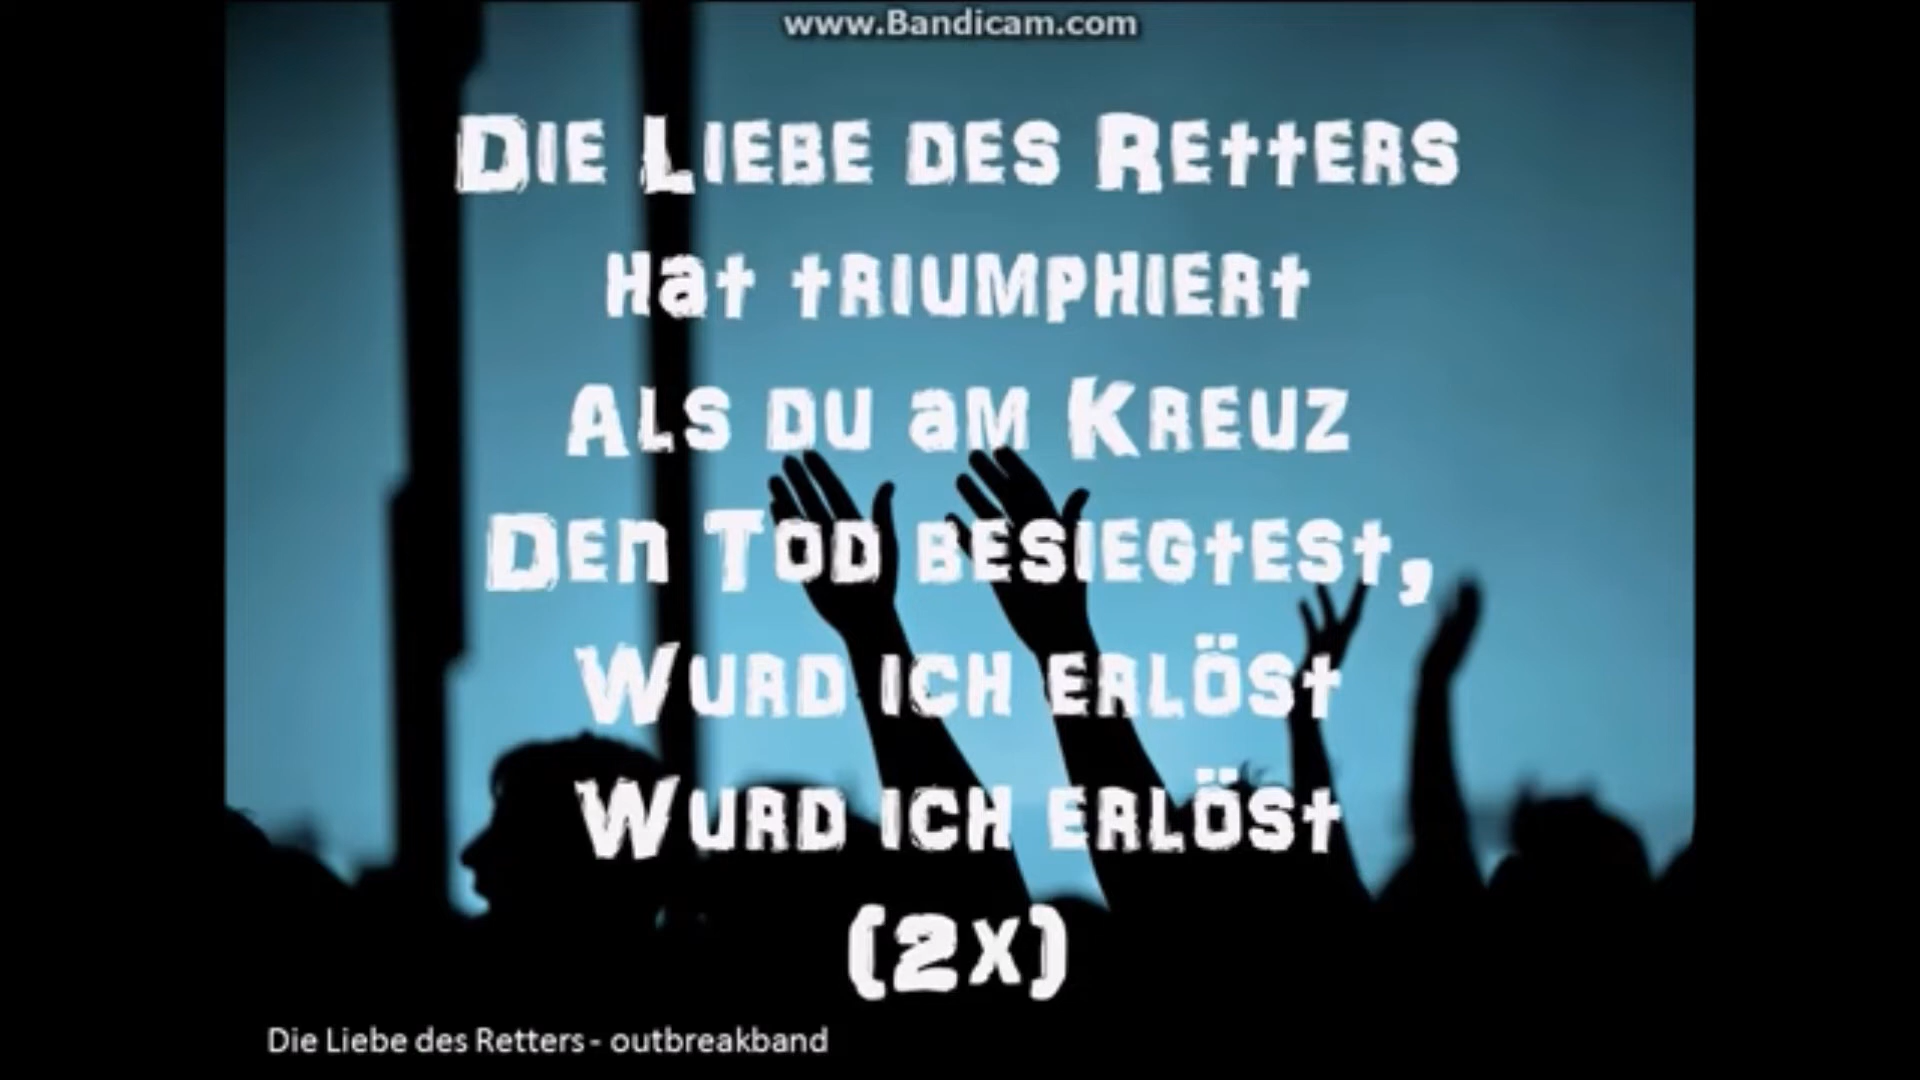 www.Bandicam.com
Die Liebe des Retters
hat triumphiert
Als du am Kreuz
Den Tod besiegtest,
Wurd ich erlöst
Wurd ich erlöst
(2x)
Die Liebe des Retters - outbreakband